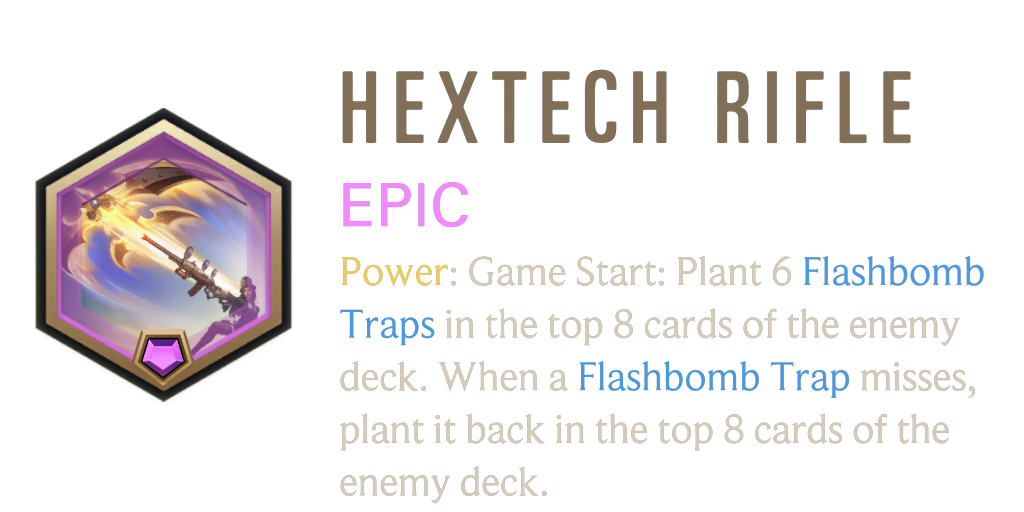 HEXTECH RIFLE
EPIC
Power: Game Start: Plant 6 Flashbomb
Traps in the top 8 cards of the enemy
deck. When a Flashbomb Trap misses,
plant it back in the top 8 cards of the
enemy deck.